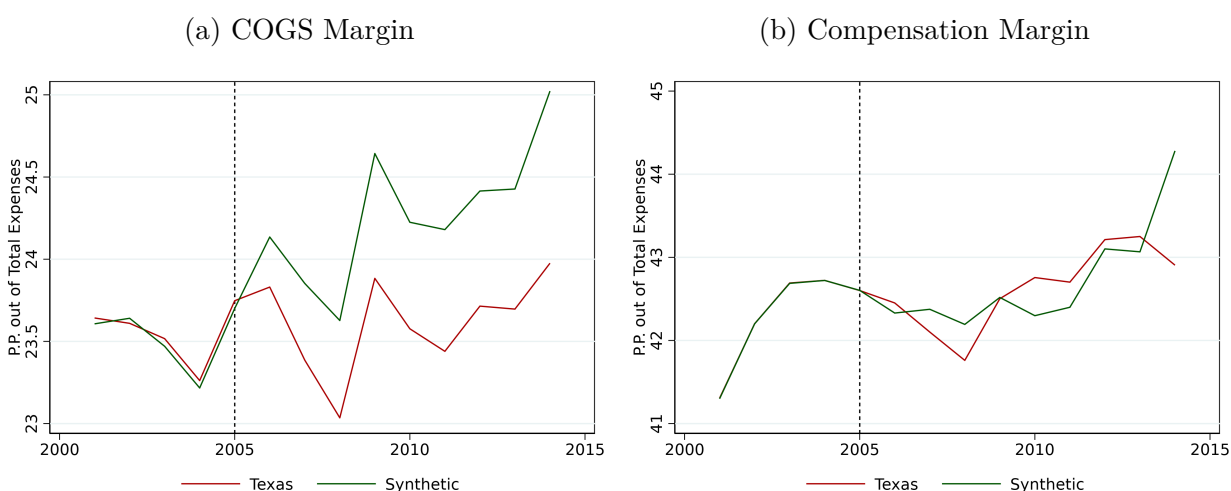 (a) COGS Margin
P.P. out of Total Expenses
25
24.5
24
23.5
23
2000 2005 2010 2015
Texas Synthetic
(b) Compensation Margin
P.P. out of Total Expenses
45
44
43
42
41
2000 2005 2010 2015
Texas Synthetic